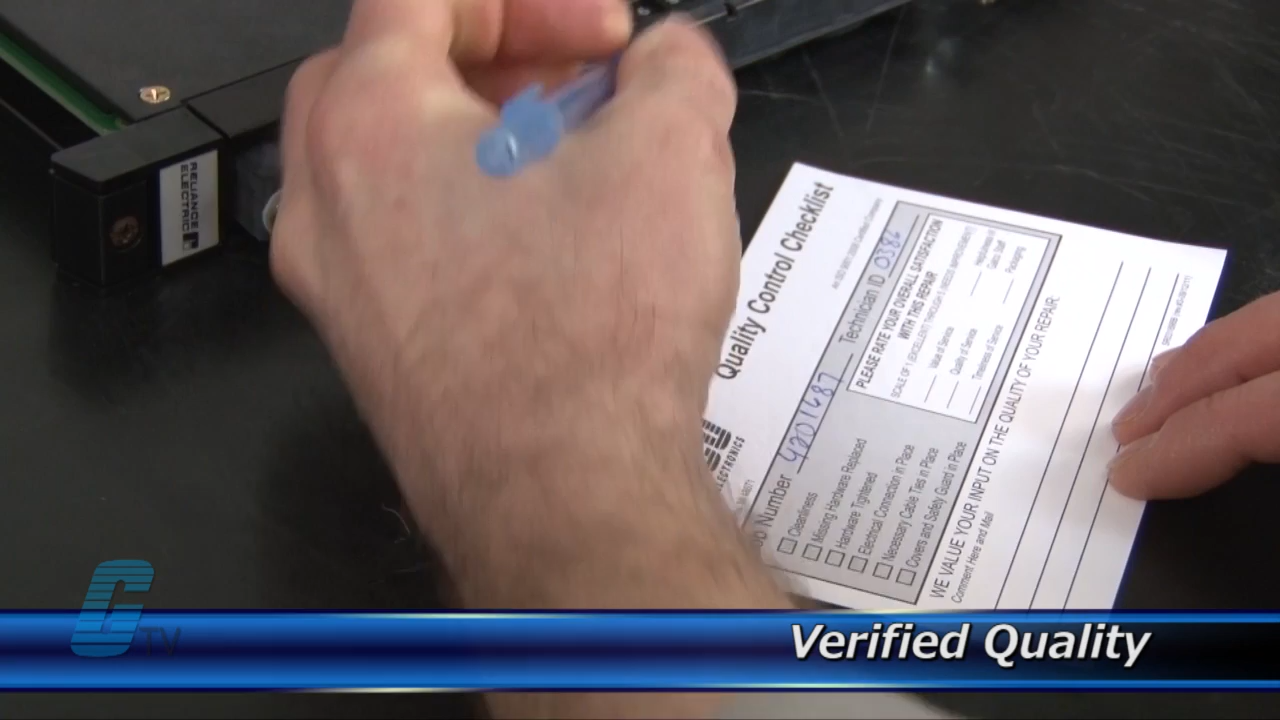 RELIANCE
ELECTRIC
Quality Control Checklist
ELECTRONICS
Number 4201687 Technician ID 0386
PLEASE RATE YOUR OVERALL SATISFACTION
WITH THIS REPAIR
Value of Service
Quality of Service
Timeliness of Service
Packaging
Cleanliness
Missing Hardware Replaced
Hardware Tightened
Electrical Connection in Place
Necessary Cable Ties in Place
Covers and Safety Guard in Place
WE VALUE YOUR INPUT ON THE QUALITY OF YOUR REPAIR:
Comment Here and Mail
G TV
Verified Quality